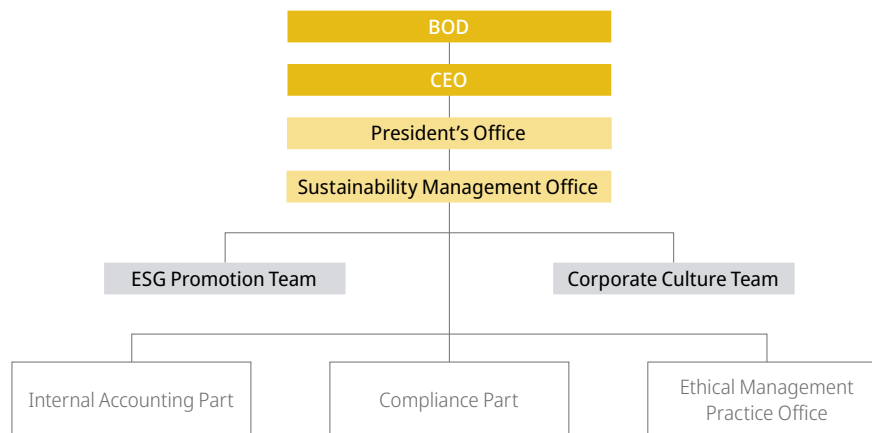 BOD
CEO
President’s Office
Sustainability Management Office
ESG Promotion Team
Corporate Culture Team
Internal Accounting Part
Compliance Part
Ethical Management
Practice Office